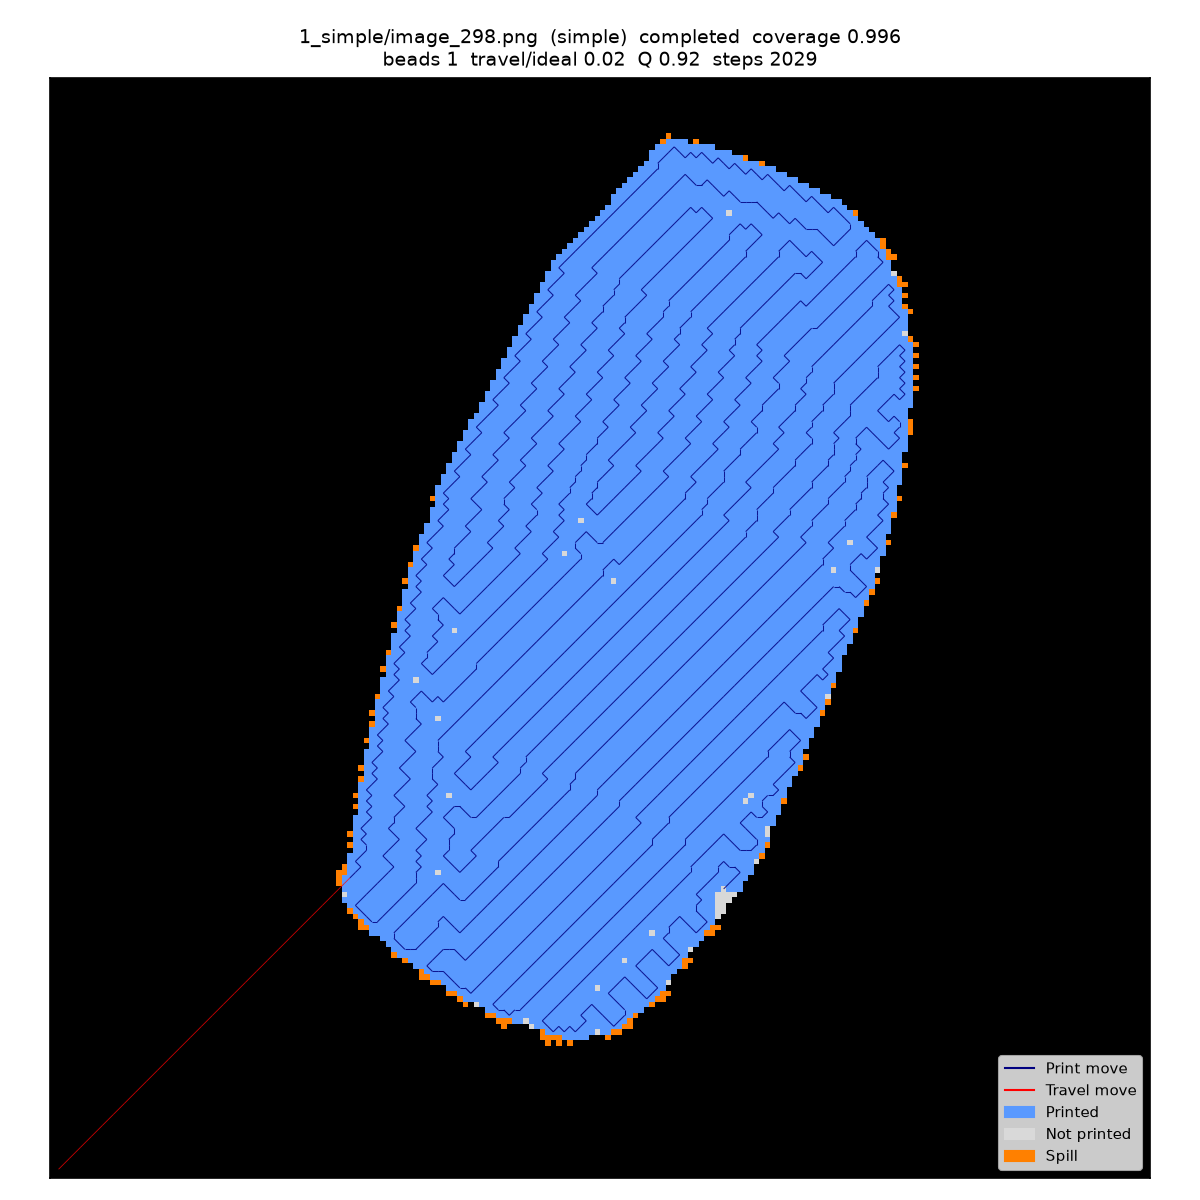 1_simple/image_298.png  (simple)  completed  coverage 0.996
beads 1  travel/ideal 0.02  Q 0.92  steps 2029
Print move
Travel move
Printed
Not printed
Spill